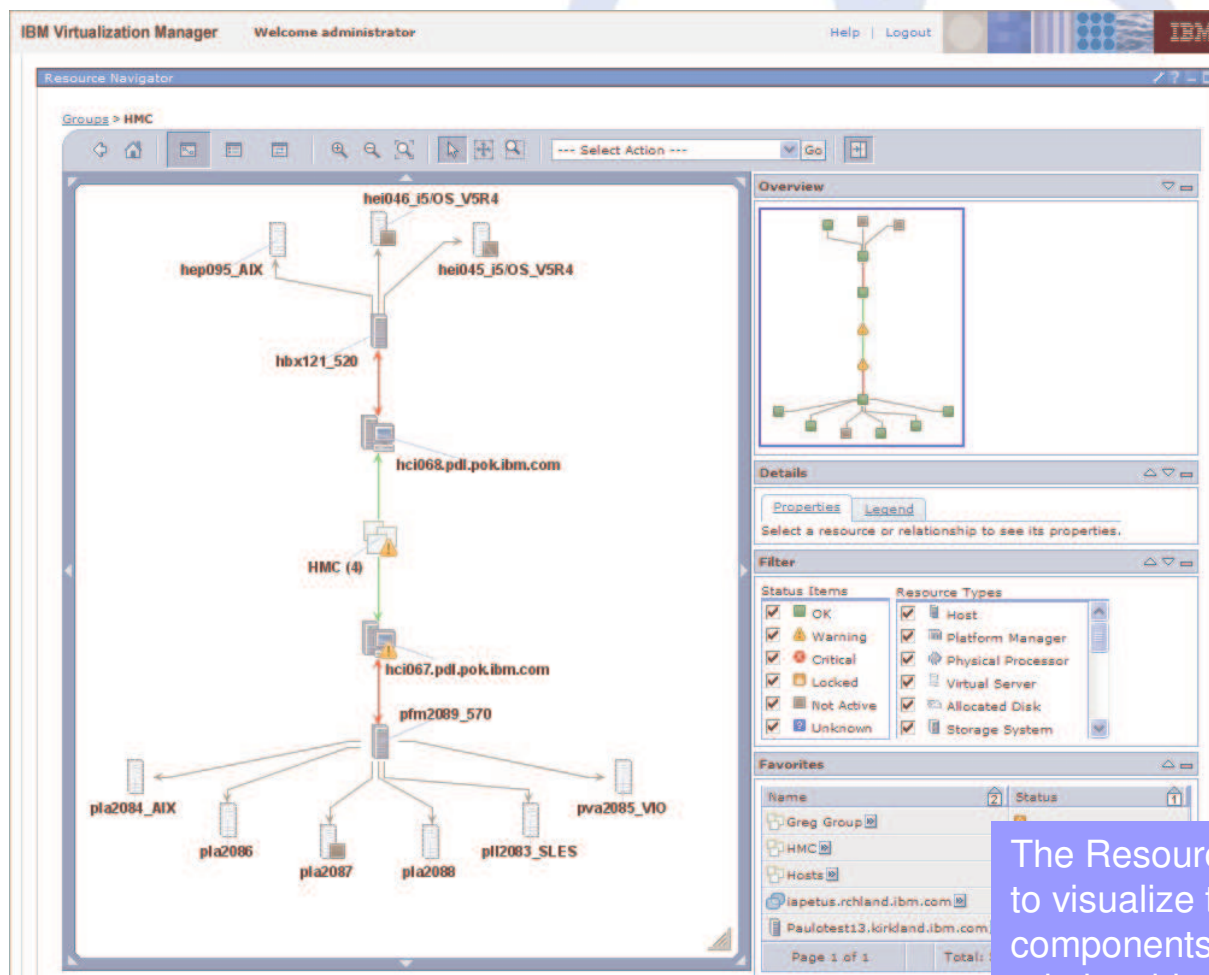 IBM Virtualization Manager Welcome administrator Help | Logout IBM
Resource Navigator
Groups > HMC
--- Select Action --- Go
hei046_i5/OS_V5R4
hep095_AIX
hei045_i5/OS_V5R4
hbx121_520
hci068.pdl.pok.ibm.com
HMC (4)
hci067.pdl.pok.ibm.com
pfm2089_570
pla2084_AIX
pva2085_VIO
pla2086
pll2083_SLES
pla2087
pla2088
Overview
Details
Properties Legend
Select a resource or relationship to see its properties.
Filter
Status Items Resource Types
OK Host
Warning Platform Manager
Critical Physical Processor
Locked Virtual Server
Not Active Allocated Disk
Unknown Storage System
Favorites
Name 2 Status 1
Greg Group
HMC
Hosts
iapetus.rchland.ibm.com
Paulotest13.kirkland.ibm.com
Page 1 of 1 Total:
The
to visualize
components